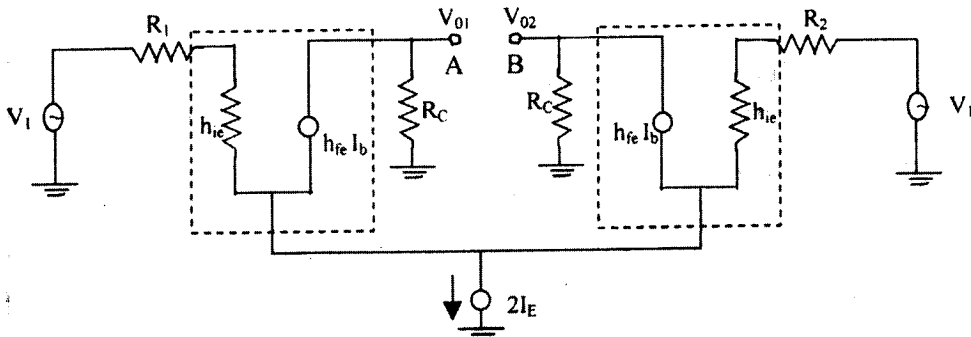 R1
V01
V02
R2
A
B
V1
hie
hfe Ib
RC
RC
hfe Ib
hie
V1
2IE